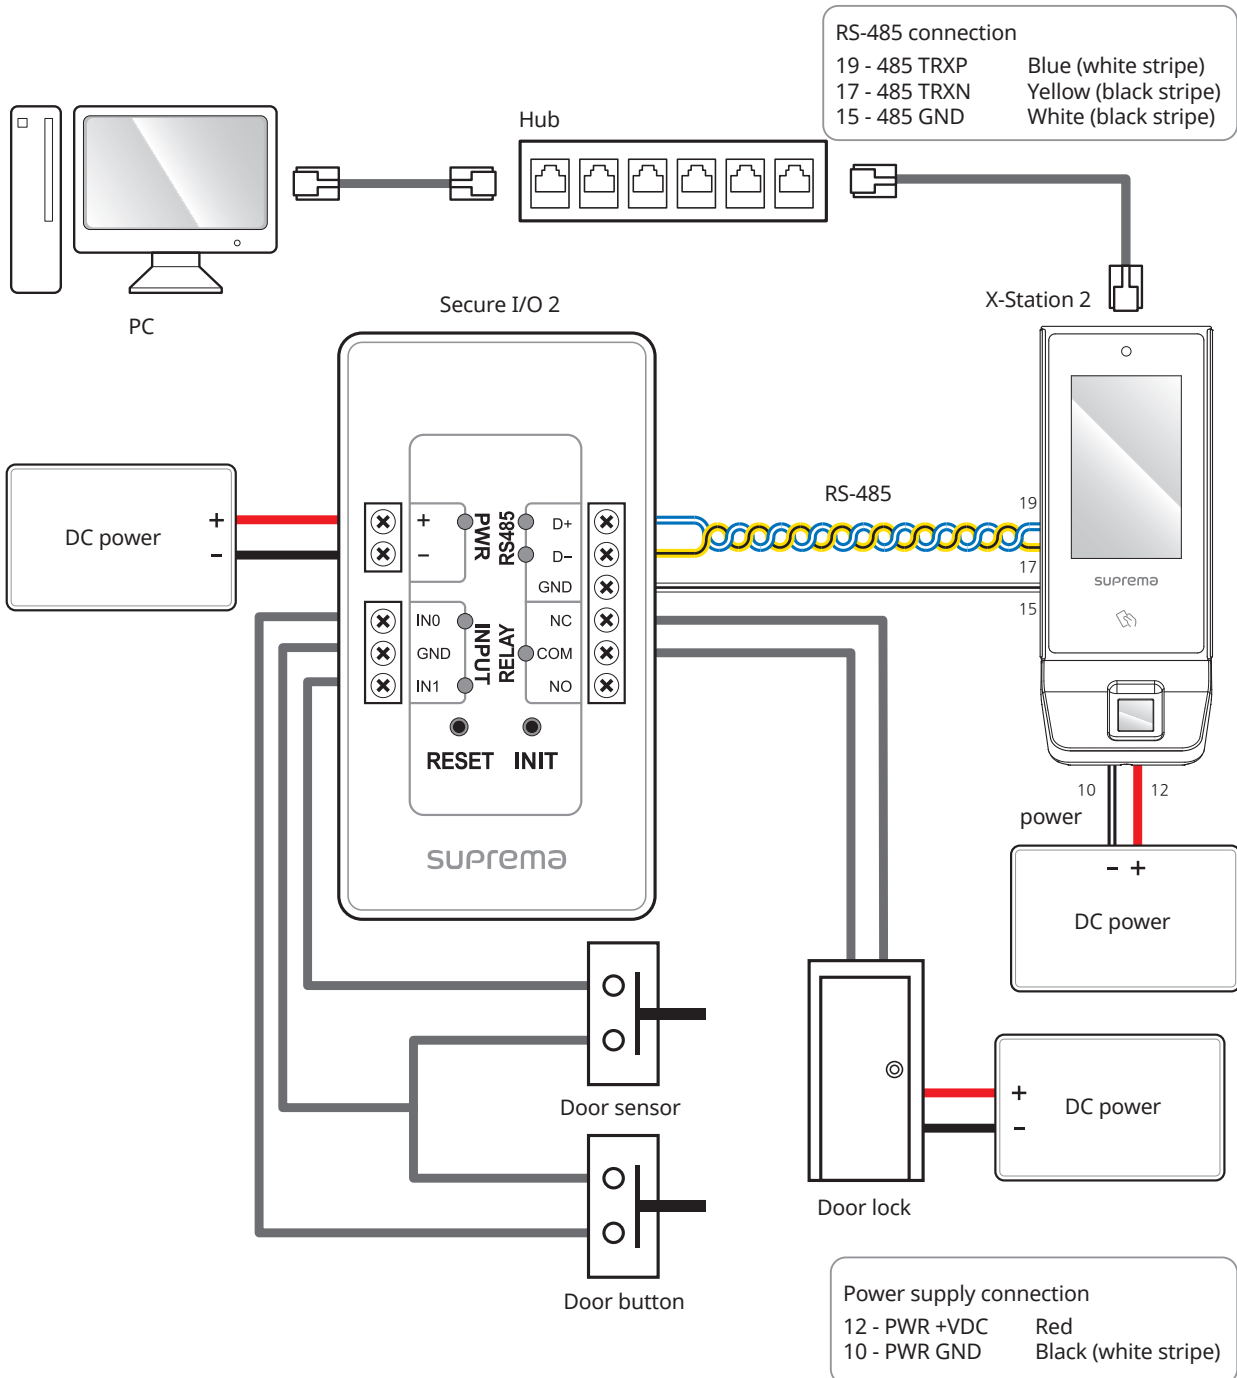 RS-485 connection
19 - 485 TRXP Blue (white stripe)
17 - 485 TRXN Yellow (black stripe)
15 - 485 GND White (black stripe)
Hub
PC
Secure I/O 2
X-Station 2
DC power
+
-
+
-
PWR
RS485
D+
D-
GND
IN0
GND
IN1
INPUT
RELAY
NC
COM
NO
RESET INIT
suprema
RS-485
19
17
15
suprema
10
12
power
- +
DC power
Door sensor
Door button
Door lock
+
-
DC power
Power supply connection
12 - PWR +VDC Red
10 - PWR GND Black (white stripe)